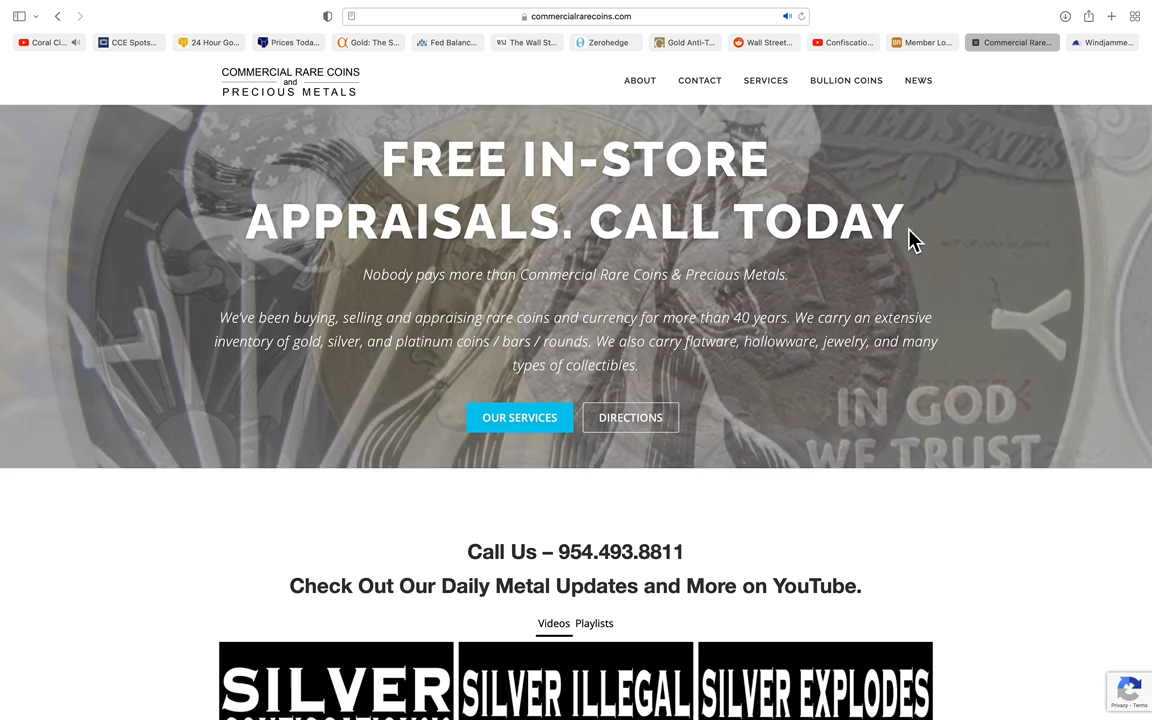 commercialrarecoins.com
Coral Ci...
CCE Spots...
24 Hour Go...
Prices Toda...
Gold: The S...
Fed Balanc...
WSJ The Wall St...
Zerohedge
Gold Anti-T...
Wall Street...
Confiscatio...
BR Member Lo...
Commercial Rare...
Windjamme...
COMMERCIAL RARE COINS
and
PRECIOUS METALS
ABOUT CONTACT SERVICES BULLION COINS NEWS
FREE IN-STORE
APPRAISALS. CALL TODAY
Nobody pays more than Commercial Rare Coins & Precious Metals.
We've been buying, selling and appraising rare coins and currency for more than 40 years. We carry an extensive
inventory of gold, silver, and platinum coins / bars / rounds. We also carry flatware, hollowware, jewelry, and many
types of collectibles.
OUR SERVICES DIRECTIONS
UNITED STATES
IN GOD
WE TRUST
Call Us – 954.493.8811
Check Out Our Daily Metal Updates and More on YouTube.
Videos Playlists
SILVER
SILVER ILLEGAL
SILVER EXPLODES
Privacy - Terms